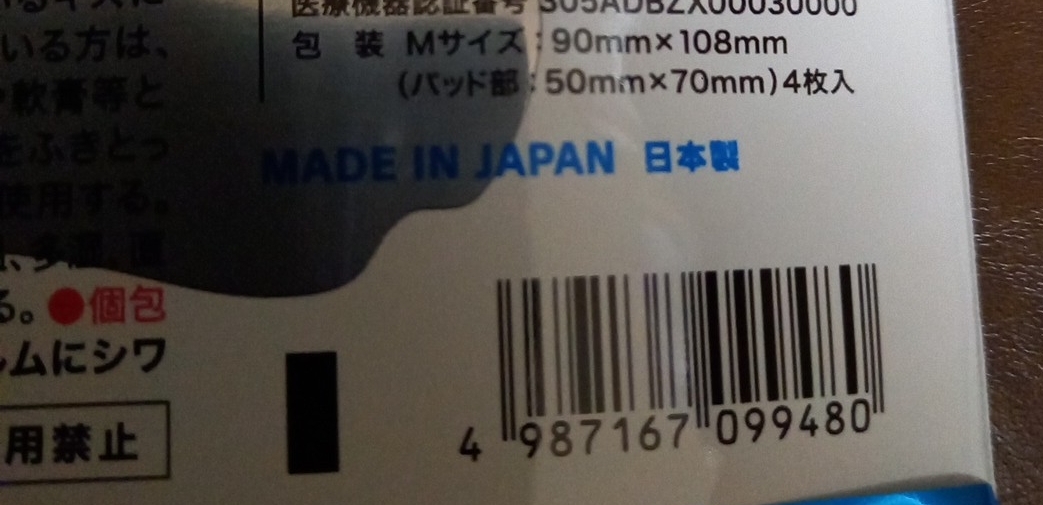 医療機器認証番号 305ADBZX00030000
いる方は、
包 装 Mサイズ：90mm×108mm
(パッド部：50mm×70mm)4枚入
軟膏等と
をふきとっ
MADE IN JAPAN 日本製
使用する。
る。●個包
ムにシワ
用禁止
4 987167 099480